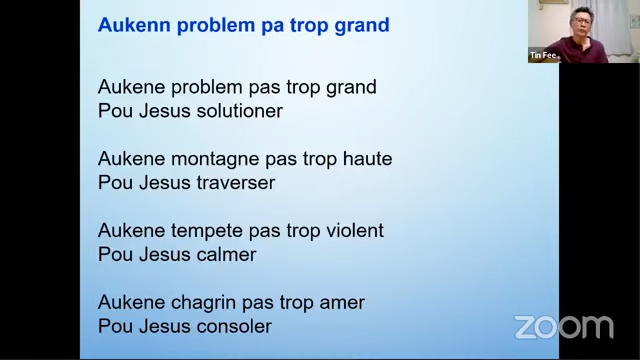 Aukenn problem pa trop grand
Aukene problem pas trop grand
Pou Jesus solutioner
Aukene montagne pas trop haute
Pou Jesus traverser
Aukene tempete pas trop violent
Pou Jesus calmer
Aukene chagrin pas trop amer
Pou Jesus consoler
Tin Fee
zoom